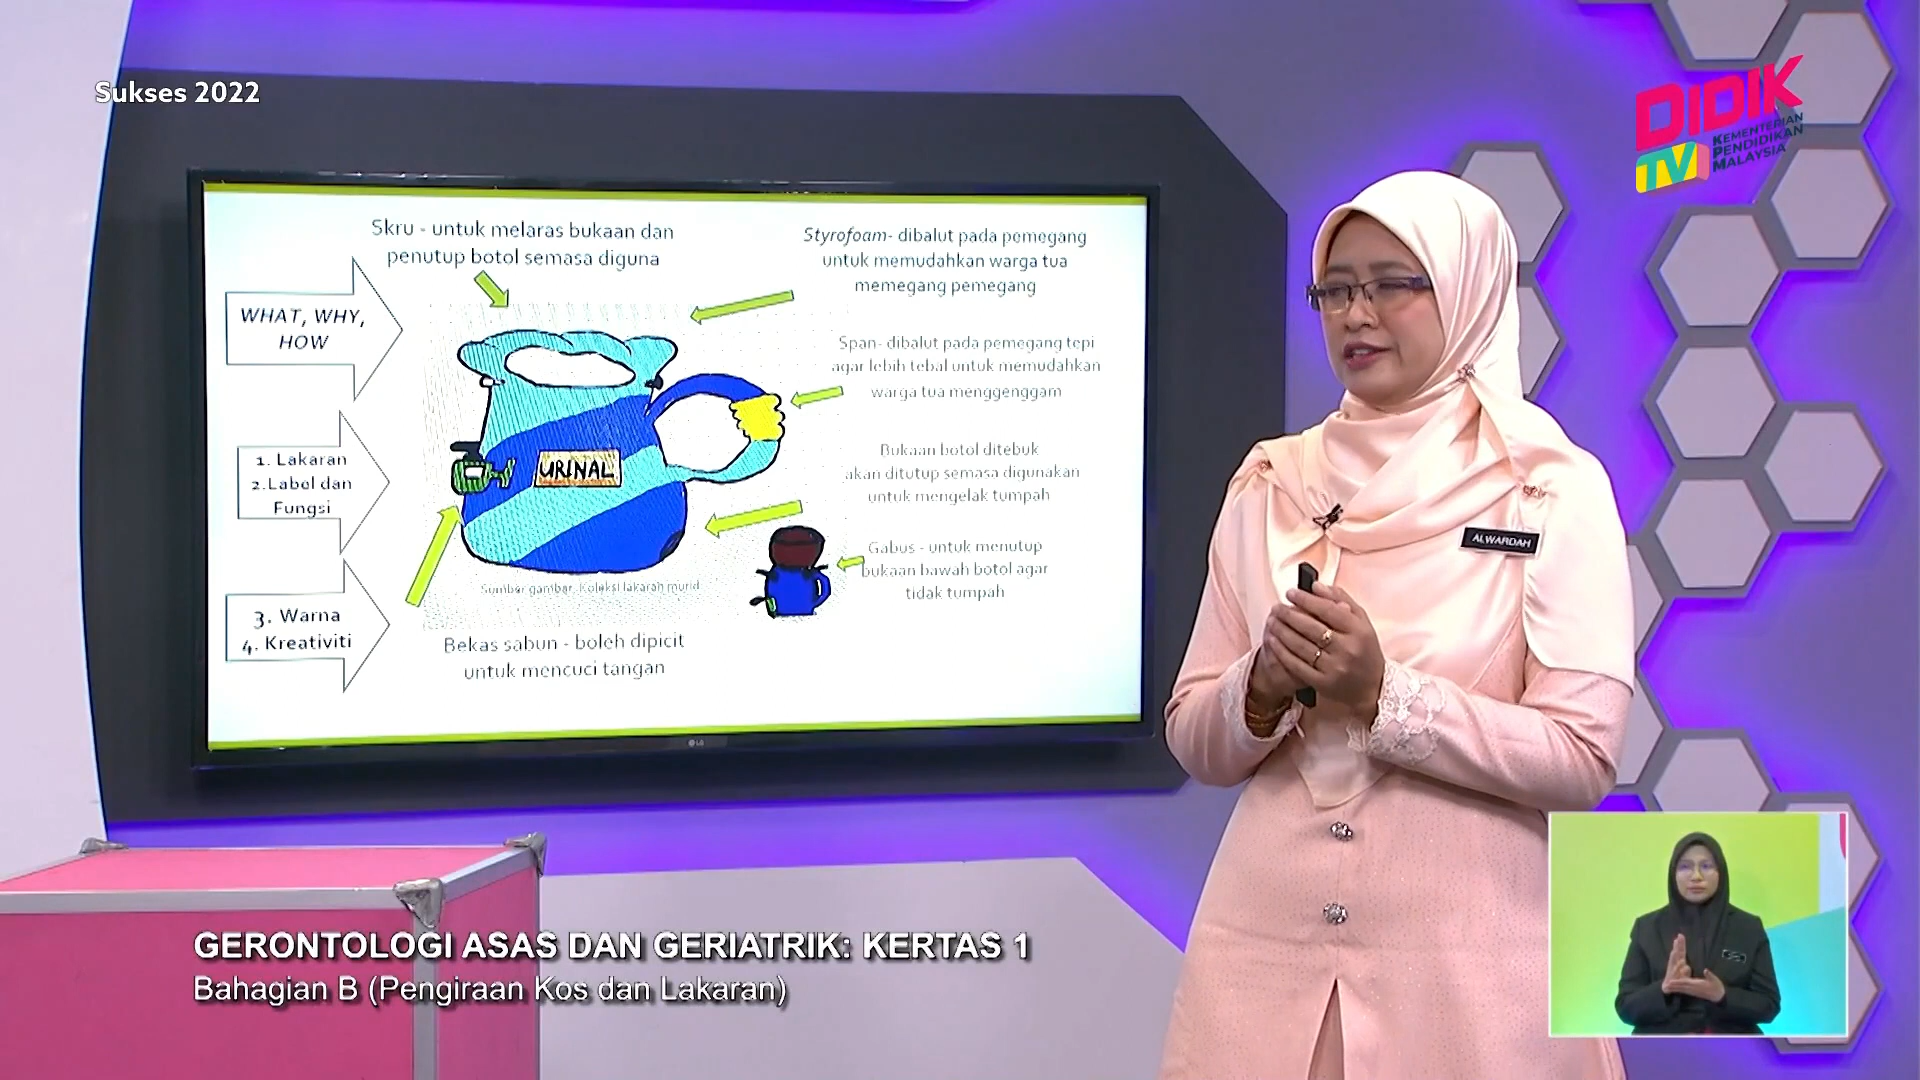 Sukses 2022
DIDIK
TV
KEMENTERIAN
PENDIDIKAN
MALAYSIA
Skru - untuk melaras bukaan dan
penutup botol semasa diguna
Styrofoam- dibalut pada pemegang
untuk memudahkan warga tua
memegang pemegang
WHAT, WHY,
HOW
Span- dibalut pada pemegang tepi
agar lebih tebal untuk memudahkan
warga tua menggenggam
1. Lakaran
2.Label dan
Fungsi
URINAL
Bukaan botol ditebuk
akan ditutup semasa digunakan
untuk mengelak tumpah
Gabus - untuk menutup
bukaan bawah botol agar
tidak tumpah
3. Warna
4. Kreativiti
Sumber gambar: Koleksi lakaran murid
Bekas sabun - boleh dipicit
untuk mencuci tangan
LG
ALWARDAH
GERONTOLOGI ASAS DAN GERIATRIK: KERTAS 1
Bahagian B (Pengiraan Kos dan Lakaran)